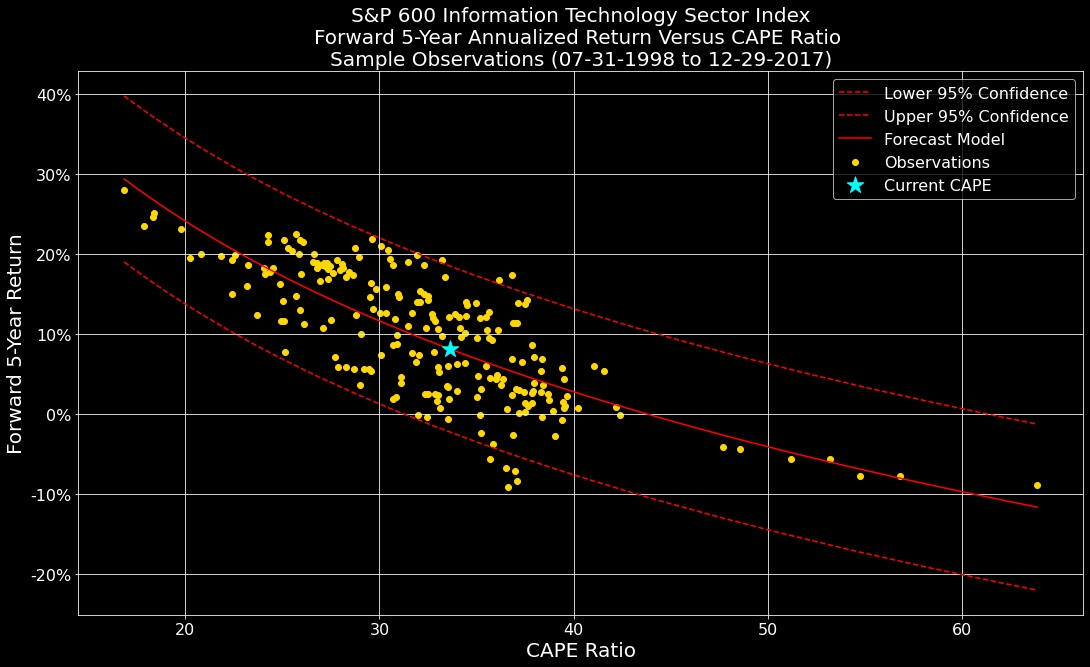 S&P 600 Information Technology Sector Index
Forward 5-Year Annualized Return Versus CAPE Ratio
Sample Observations (07-31-1998 to 12-29-2017)
Lower 95% Confidence
Upper 95% Confidence
Forecast Model
Observations
Current CAPE
Forward 5-Year Return
40%
30%
20%
10%
0%
-10%
-20%
20 30 40 50 60
CAPE Ratio